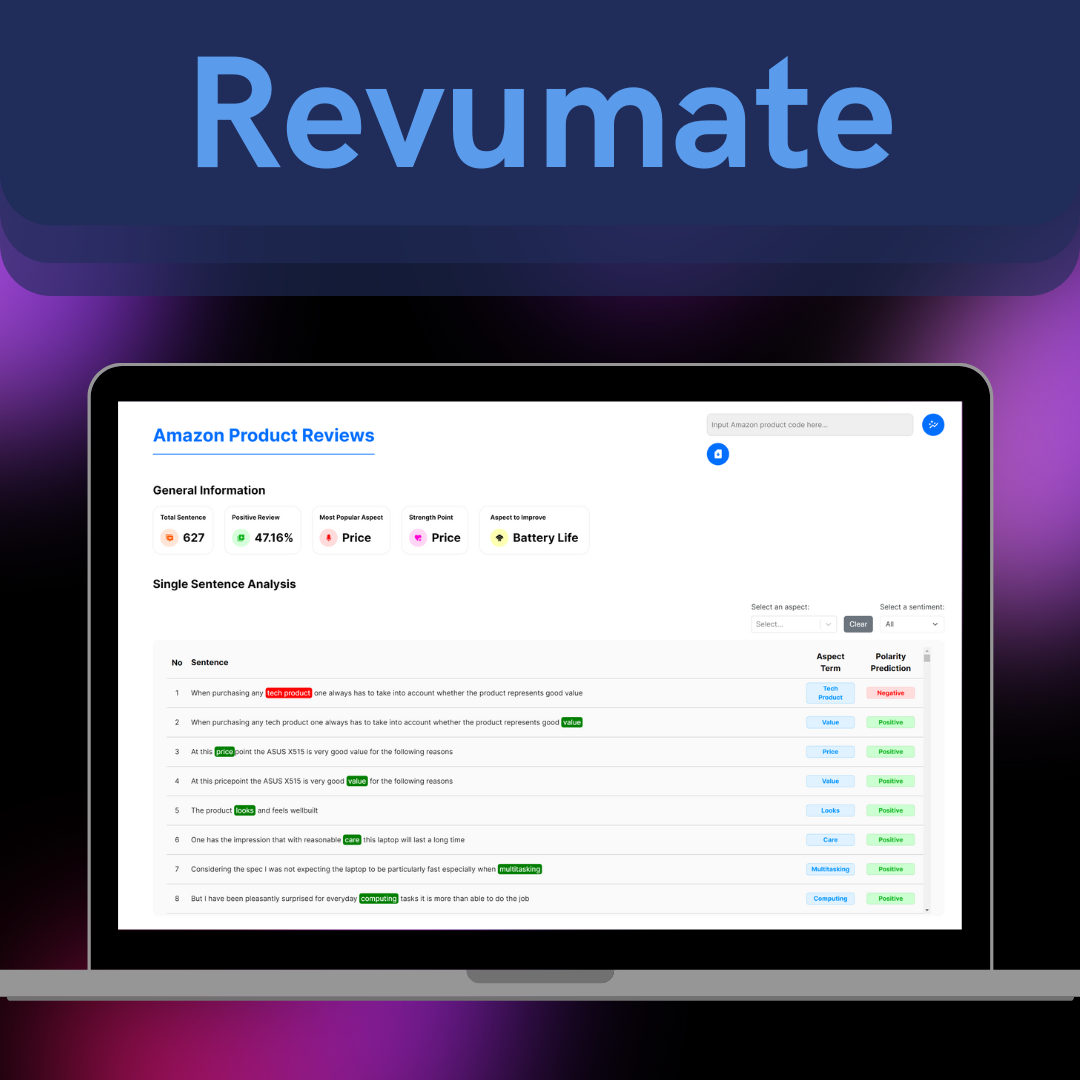 Revumate
Amazon Product Reviews
Input Amazon product code here...
General Information
Total Sentence
627
Positive Review
47.16%
Most Popular Aspect
Price
Strength Point
Price
Aspect to Improve
Battery Life
Single Sentence Analysis
Select an aspect:
Select a sentiment:
Select...
Clear
All
No Sentence Aspect Term Polarity Prediction
1 When purchasing any tech product one always has to take into account whether the product represents good value Tech Product Negative
2 When purchasing any tech product one always has to take into account whether the product represents good value Value Positive
3 At this price point the ASUS X515 is very good value for the following reasons Price Positive
4 At this pricepoint the ASUS X515 is very good value for the following reasons Value Positive
5 The product looks and feels wellbuilt Looks Positive
6 One has the impression that with reasonable care this laptop will last a long time Care Positive
7 Considering the spec I was not expecting the laptop to be particularly fast especially when multitasking Multitasking Positive
8 But I have been pleasantly surprised for everyday computing tasks it is more than able to do the job Computing Positive